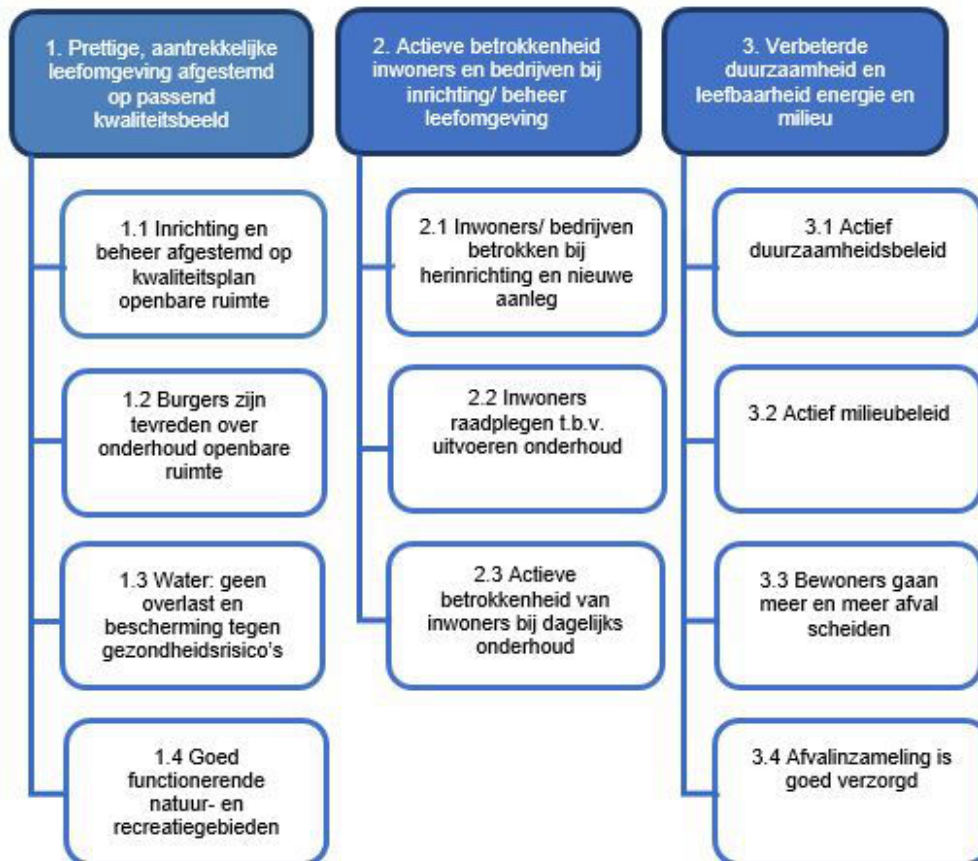 1. Prettige, aantrekkelijke
leefomgeving afgestemd
op passend
kwaliteitsbeeld
1.1 Inrichting en
beheer afgestemd op
kwaliteitsplan
openbare ruimte
1.2 Burgers zijn
tevreden over
onderhoud openbare
ruimte
1.3 Water: geen
overlast en
bescherming tegen
gezondheidsrisico's
1.4 Goed
functionerende
natuur- en
recreatiegebieden
2. Actieve betrokkenheid
inwoners en bedrijven bij
inrichting/ beheer
leefomgeving
2.1 Inwoners/ bedrijven
betrokken bij
herinrichting en nieuwe
aanleg
2.2 Inwoners
raadplegen t.b.v.
uitvoeren onderhoud
2.3 Actieve
betrokkenheid van
inwoners bij dagelijks
onderhoud
3. Verbeterde
duurzaamheid en
leefbaarheid energie en
milieu
3.1 Actief
duurzaamheidsbeleid
3.2 Actief milieubeleid
3.3 Bewoners gaan
meer en meer afval
scheiden
3.4 Afvalinzameling is
goed verzorgd